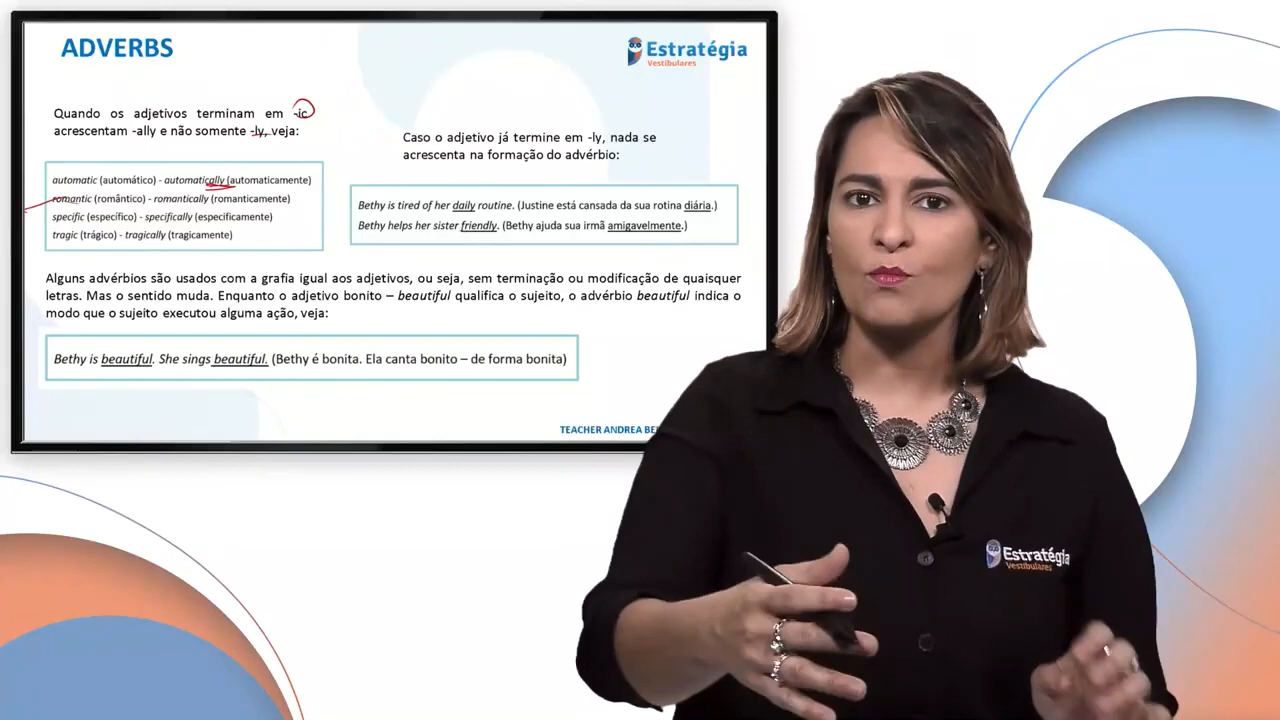 ADVERBS
Estratégia
Vestibulares
Quando os adjetivos terminam em -ic
acrescentam -ally e não somente -ly, veja:
automatic (automático) - automatically (automaticamente)
romantic (romântico) - romantically (romanticamente)
specific (específico) - specifically (especificamente)
tragic (trágico) - tragically (tragicamente)
Caso o adjetivo já termine em -ly, nada se
acrescenta na formação do advérbio:
Bethy is tired of her daily routine. (Justine está cansada da sua rotina diária.)
Bethy helps her sister friendly. (Bethy ajuda sua irmã amigavelmente.)
Alguns advérbios são usados com a grafia igual aos adjetivos, ou seja, sem terminação ou modificação de quaisquer
letras. Mas o sentido muda. Enquanto o adjetivo bonito – beautiful qualifica o sujeito, o advérbio beautiful indica o
modo que o sujeito executou alguma ação, veja:
Bethy is beautiful. She sings beautiful. (Bethy é bonita. Ela canta bonito – de forma bonita)
TEACHER ANDREA
Estratégia
Vestibulares